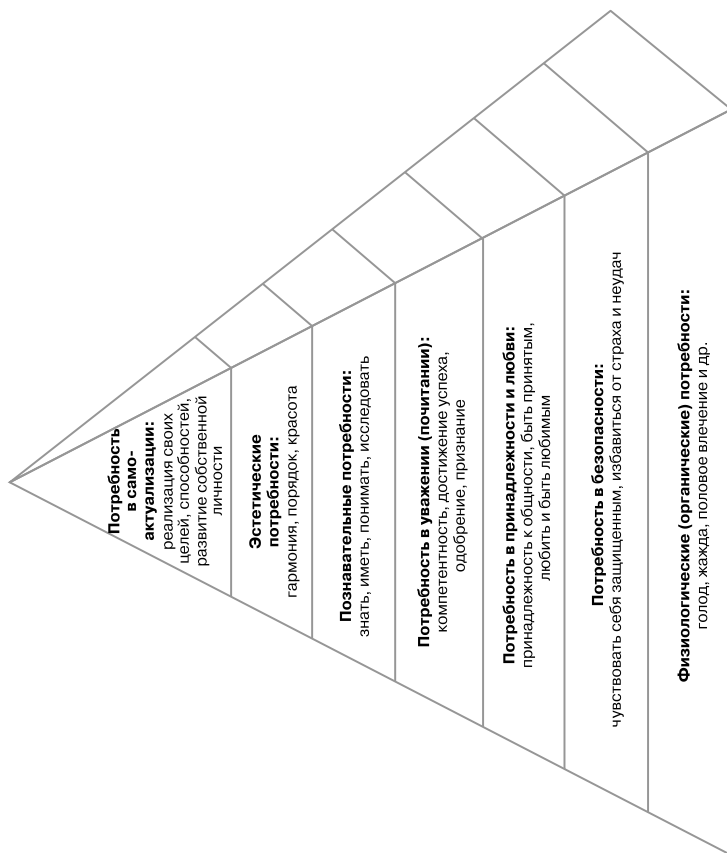 Потребность
в само-
актуализации:
реализация своих
целей, способностей,
развитие собственной
личности
Эстетические
потребности:
гармония, порядок, красота
Познавательные потребности:
знать, иметь, понимать, исследовать
Потребность в уважении (почитании):
компетентность, достижение успеха,
одобрение, признание
Потребность в принадлежности и любви:
принадлежность к общности, быть принятым,
любить и быть любимым
Потребность в безопасности:
чувствовать себя защищенным, избавиться от страха и неудач
Физиологические (органические) потребности:
голод, жажда, половое влечение и др.